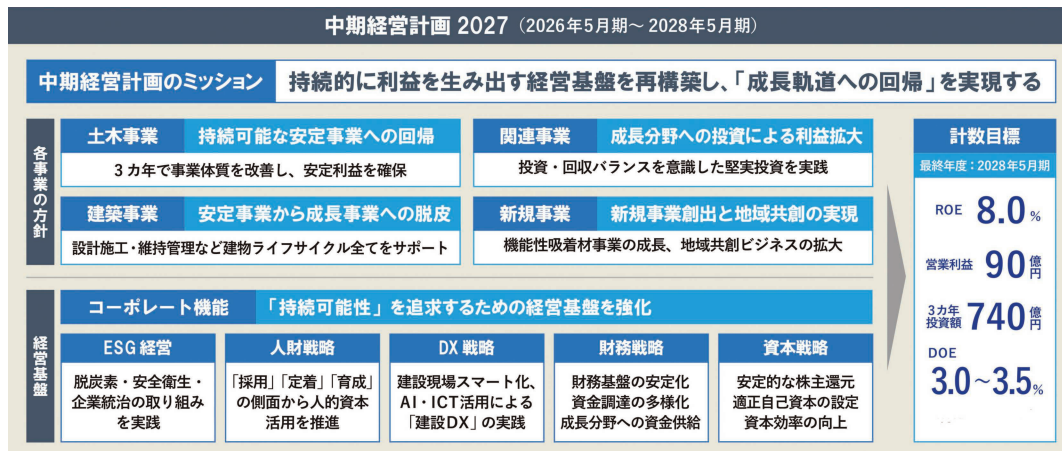 中期経営計画 2027（2026年5月期～2028年5月期）
中期経営計画のミッション 持続的に利益を生み出す経営基盤を再構築し、「成長軌道への回帰」を実現する
各事業の方針
土木事業 持続可能な安定事業への回帰
3カ年で事業体質を改善し、安定利益を確保
関連事業 成長分野への投資による利益拡大
投資・回収バランスを意識した堅実投資を実践
建築事業 安定事業から成長事業への脱皮
設計施工・維持管理など建物ライフサイクル全てをサポート
新規事業 新規事業創出と地域共創の実現
機能性吸着材事業の成長、地域共創ビジネスの拡大
経営基盤
コーポレート機能 「持続可能性」を追求するための経営基盤を強化
ESG経営
脱炭素・安全衛生・
企業統治の取り組み
を実践
人財戦略
「採用」「定着」「育成」
の側面から人的資本
活用を推進
DX戦略
建設現場スマート化、
AI・ICT活用による
「建設DX」の実践
財務戦略
財務基盤の安定化
資金調達の多様化
成長分野への資金供給
資本戦略
安定的な株主還元
適正自己資本の設定
資本効率の向上
計数目標
最終年度：2028年5月期
ROE 8.0%
営業利益 90億円
3カ年
投資額 740億円
DOE
3.0～3.5%